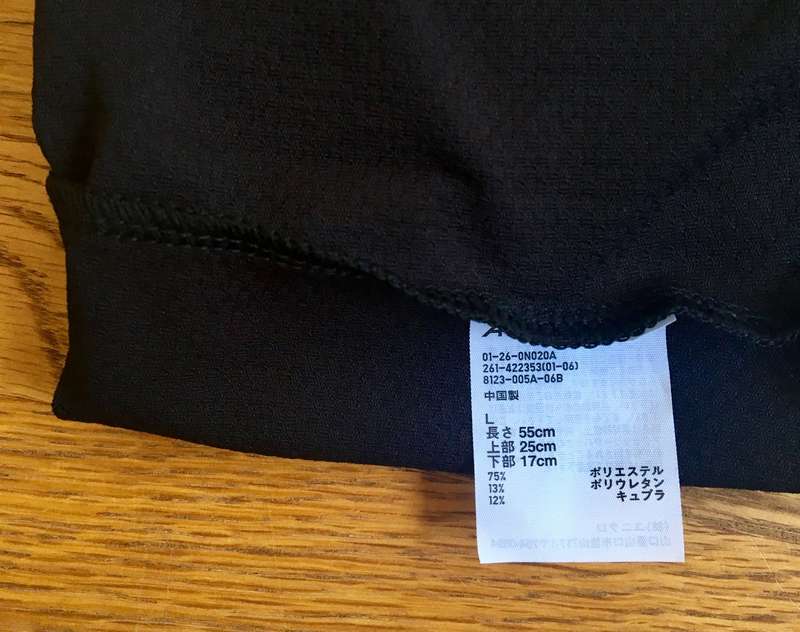 01-26-0N020A
261-422353(01-06)
8123-005A-06B
中国製
L
長さ 55cm
上部 25cm
下部 17cm
75% ポリエステル
13% ポリウレタン
12% キュプラ